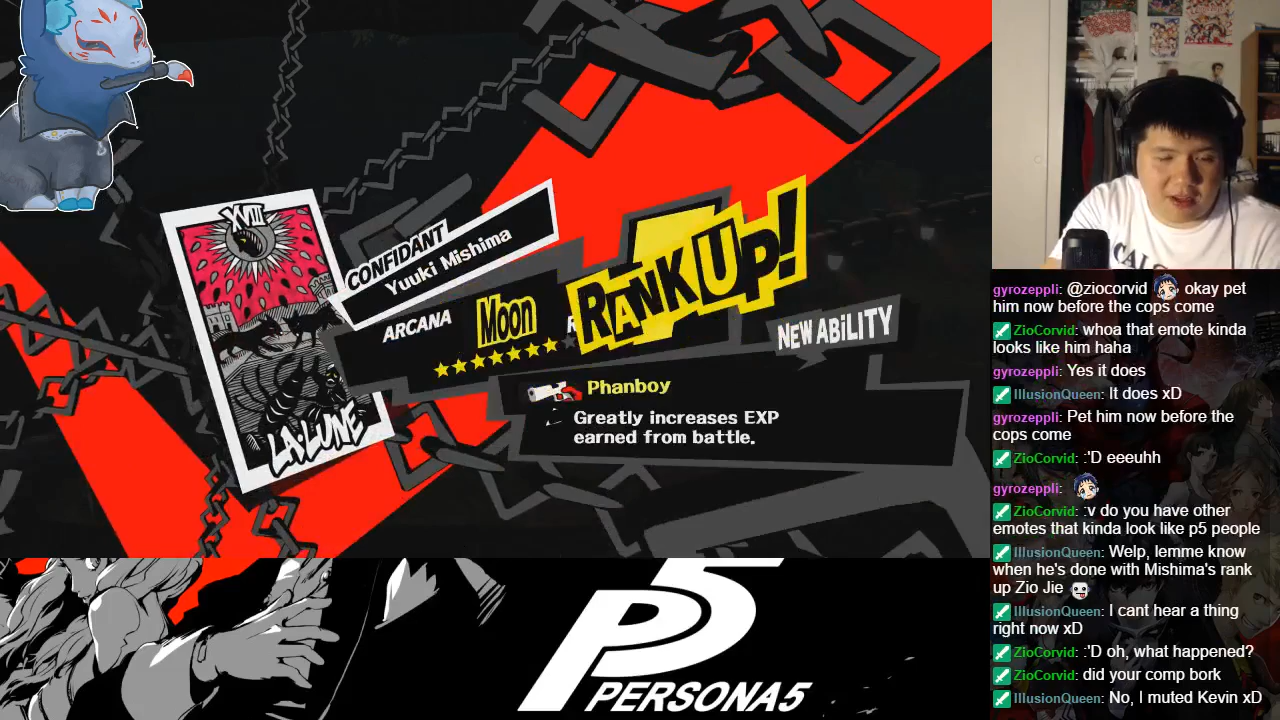 XVIII
CONFIDANT
Yuuki Mishima
ARCANA Moon
RANK UP!
NEW ABILITY
Phanboy
Greatly increases EXP
earned from battle.
LA•LUNE
P5
PERSONA5
CAL
gyrozeppli: @ziocorvid okay pet
him now before the cops come
ZioCorvid: whoa that emote kinda
looks like him haha
gyrozeppli: Yes it does
IllusionQueen: It does xD
gyrozeppli: Pet him now before the
cops come
ZioCorvid: :'D eeeuhh
gyrozeppli:
ZioCorvid: :v do you have other
emotes that kinda look like p5 people
IllusionQueen: Welp, lemme know
when he's done with Mishima's rank
up Zio Jie
IllusionQueen: I cant hear a thing
right now xD
ZioCorvid: :'D oh, what happened?
ZioCorvid: did your comp bork
IllusionQueen: No, I muted Kevin xD